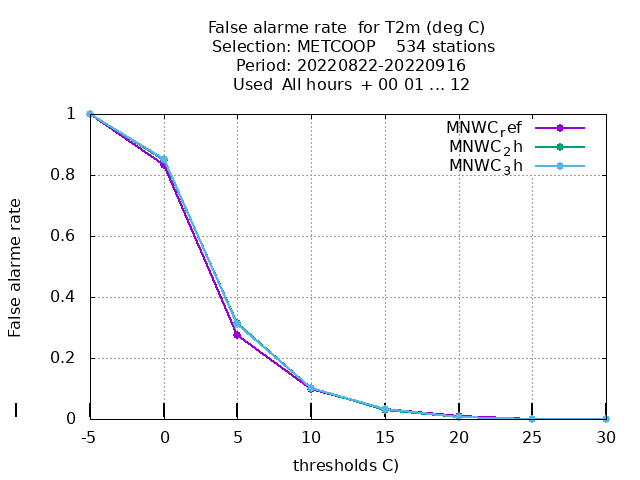 False alarme rate  for T2m (deg C)
Selection: METCOOP    534 stations
Period: 20220822-20220916
Used  All hours  + 00 01 ... 12
MNWC_ref
MNWC_2h
MNWC_3h
False alarme rate
1
0.8
0.6
0.4
0.2
0
-5 0 5 10 15 20 25 30
thresholds C)